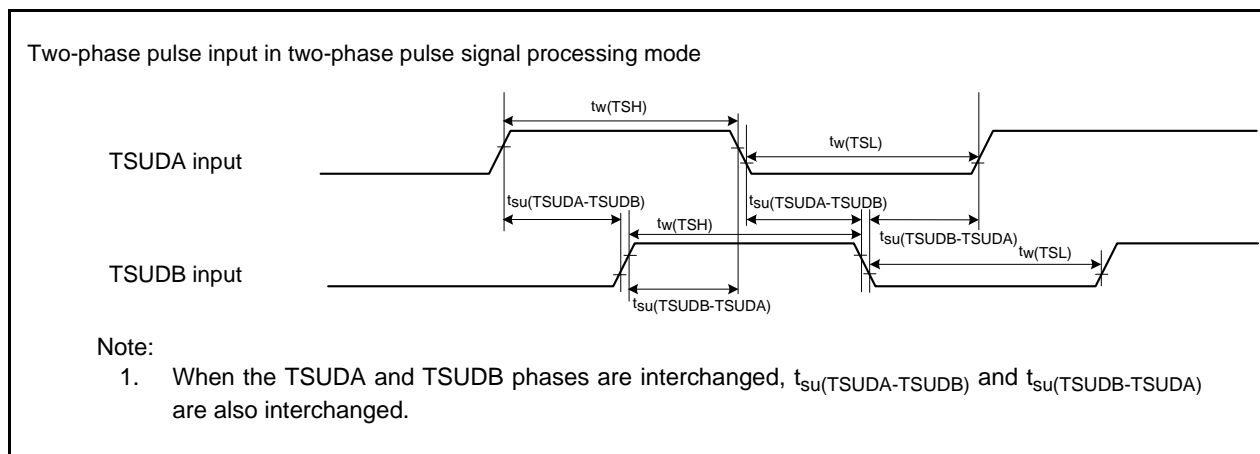 Two-phase pulse input in two-phase pulse signal processing mode
tw(TSH)
TSUDA input
tw(TSL)
tsu(TSUDA-TSUDB)
tsu(TSUDA-TSUDB)
tw(TSH)
tsu(TSUDB-TSUDA)
TSUDB input
tw(TSL)
tsu(TSUDB-TSUDA)
Note:
1. When the TSUDA and TSUDB phases are interchanged, tsu(TSUDA-TSUDB) and tsu(TSUDB-TSUDA)
are also interchanged.